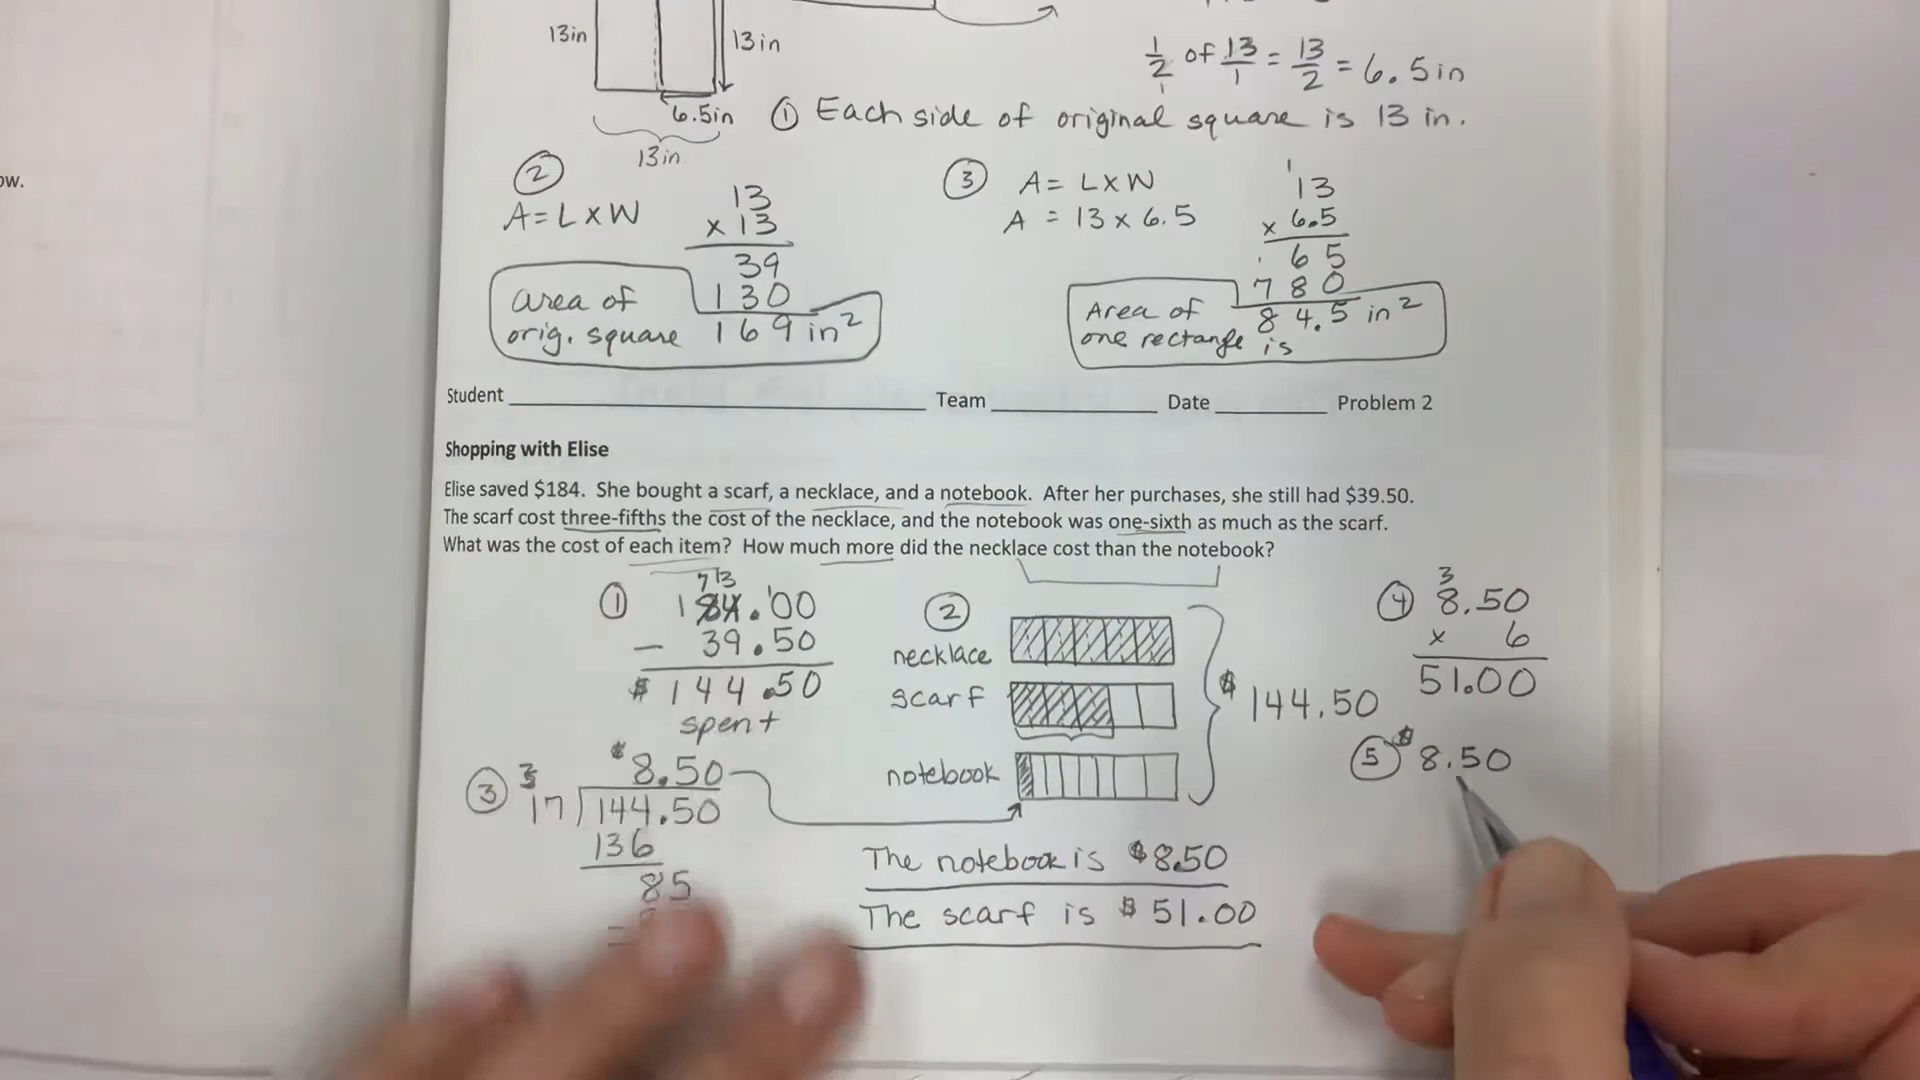 13in
13in
6.5in
13in.
1/2 of 13/1 = 13/2 = 6.5in
① Each side of original square is 13 in.
②
A = L x W
13
x 13
39
130
169 in²
area of
orig. square
③ A = L x W
A = 13 x 6.5
1
13
x 6.5
65
780
84.5 in²
Area of
one rectangle is
ow.
Student Team Date Problem 2
Shopping with Elise
Elise saved $184. She bought a scarf, a necklace, and a notebook. After her purchases, she still had $39.50.
The scarf cost three-fifths the cost of the necklace, and the notebook was one-sixth as much as the scarf.
What was the cost of each item? How much more did the necklace cost than the notebook?
①
7 13
184.100
- 39.50
$144.50
spent
②
necklace
scarf
notebook
$144.50
③
$8.50
17 144.50
136
85
The notebook is $8.50
The scarf is $51.00
④
3
8.50
x 6
51.00
⑤ $8.50